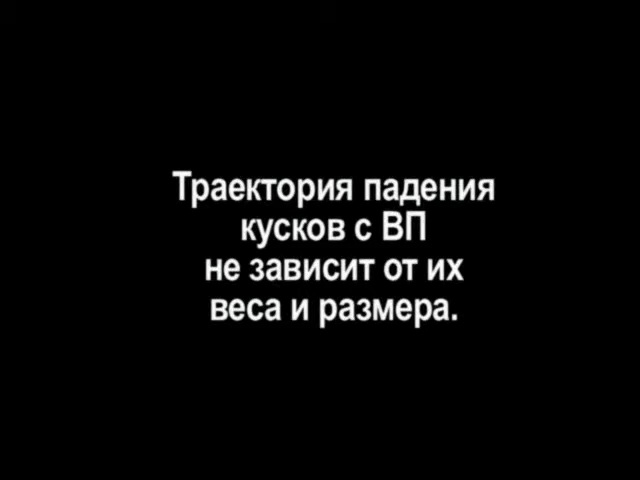 Траектория падения
кусков с ВП
не зависит от их
веса и размера.